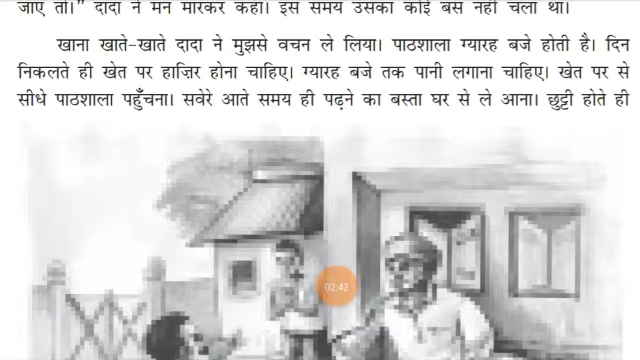 जाए तो।” दादा ने मन मारकर कहा। इस समय उसका कोई बस नहीं चला था।
खाना खाते-खाते दादा ने मुझसे वचन ले लिया। पाठशाला ग्यारह बजे होती है। दिन
निकलते ही खेत पर हाज़िर होना चाहिए। ग्यारह बजे तक पानी लगाना चाहिए। खेत पर से
सीधे पाठशाला पहुँचना। सवेरे आते समय ही पढ़ने का बस्ता घर से ले आना। छुट्टी होते ही
02:42